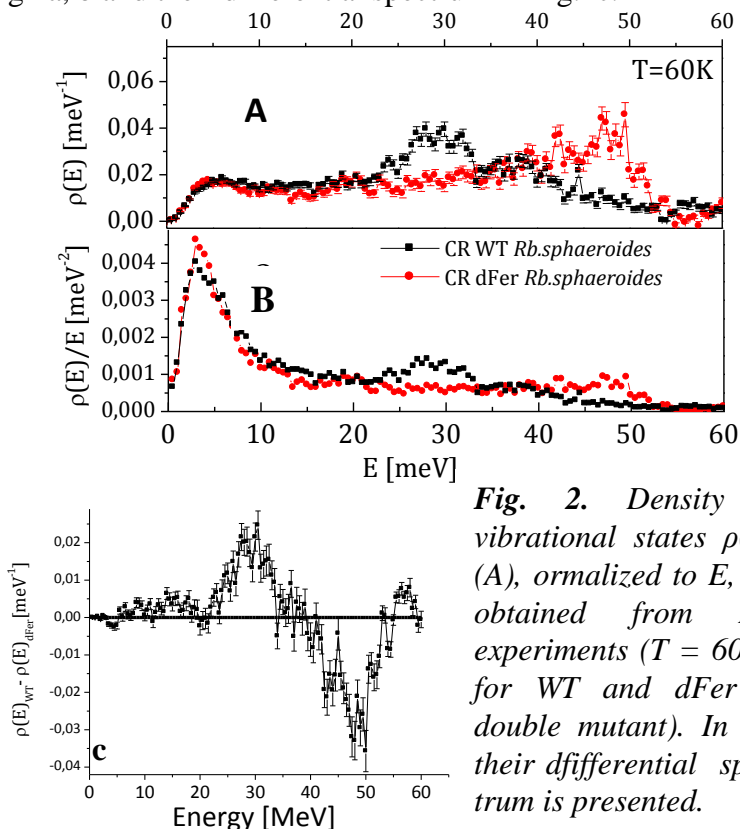 0 10 20 30 40 50 60
T=60K
A
ρ(E) [meV⁻¹]
0,06
0,04
0,02
0,00
CR WT Rb.sphaeroides
CR dFer Rb.sphaeroides
B
ρ(E)/E [meV⁻²]
0,004
0,003
0,002
0,001
0,000
0 10 20 30 40 50 60
E [meV]
ρ(E)WT- ρ(E)dFer [meV⁻¹]
0,02
0,01
0,00
-0,01
-0,02
-0,03
-0,04
c
0 10 20 30 40 50 60
Energy [MeV]
Fig. 2. Density
vibrational states
(A), ormalized to E,
obtained from
experiments (T = 60
for WT and dFer
double mutant). In
their dfifferential sp
trum is presented.